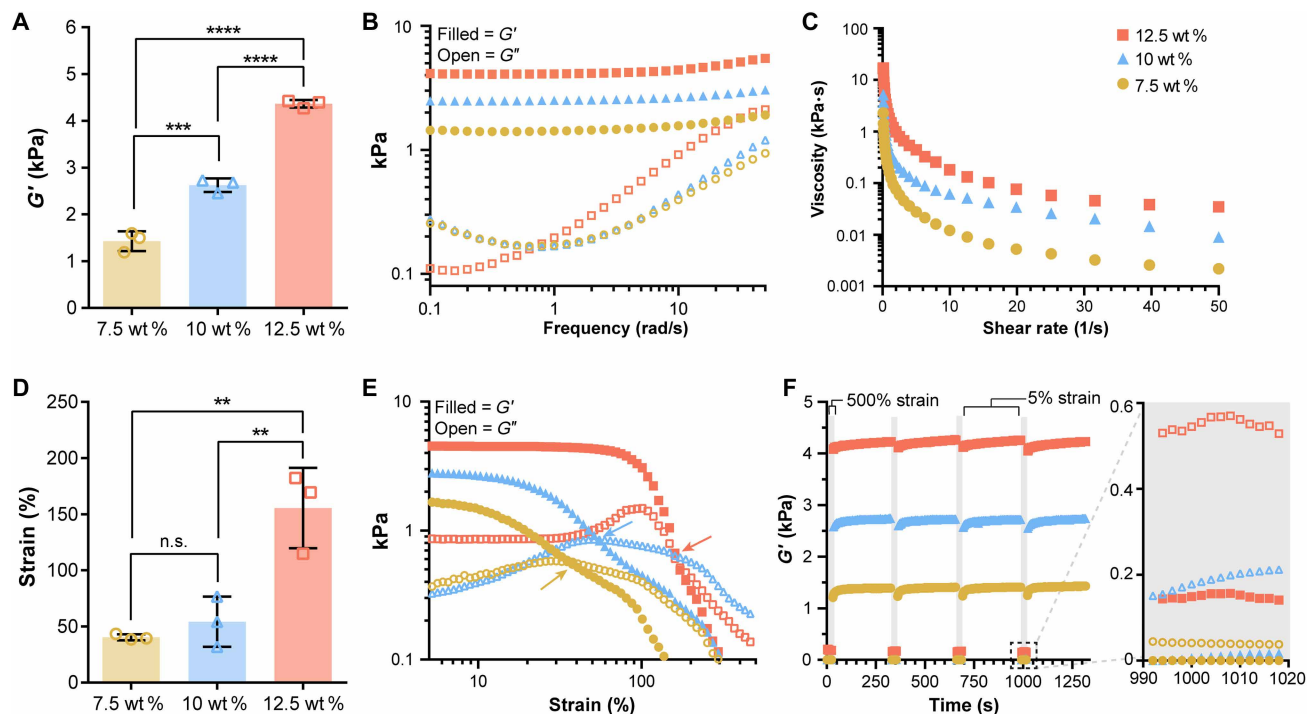 A
G′ (kPa)
6
5
4
3
2
1
0
****
****
***
7.5 wt %
10 wt %
12.5 wt %
B
Filled = G′
Open = G″
kPa
10
1
0.1
0.1
1
10
Frequency (rad/s)
C
Viscosity (kPa·s)
100
10
1
0.1
0.01
0.001
0
10
20
30
40
50
Shear rate (1/s)
12.5 wt %
10 wt %
7.5 wt %
D
Strain (%)
250
200
150
100
50
0
**
**
n.s.
7.5 wt %
10 wt %
12.5 wt %
E
Filled = G′
Open = G″
kPa
10
1
0.1
10
100
Strain (%)
F
G′ (kPa)
5
4
3
2
1
0
500% strain
5% strain
0
250
500
750
1000
1250
Time (s)
0.6
0.4
0.2
0.0
990
1000
1010
1020